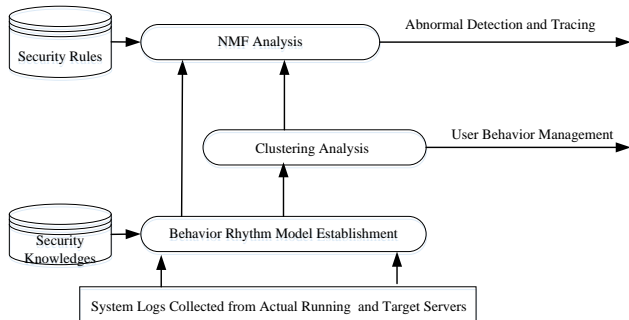 Abnormal Detection and Tracing
NMF Analysis
Security Rules
User Behavior Management
Clustering Analysis
Security
Knowledges
Behavior Rhythm Model Establishment
System Logs Collected from Actual Running and Target Servers